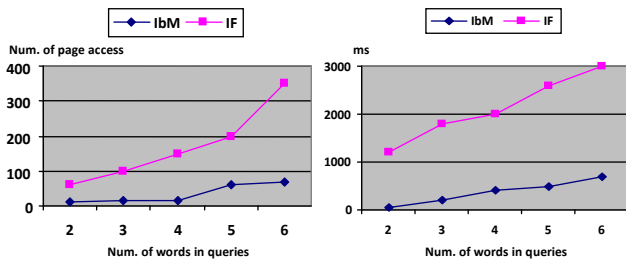 IbM IF
Num. of page access
400
300
200
100
0
2 3 4 5 6
Num. of words in queries
IbM IF
ms
3000
2000
1000
0
2 3 4 5 6
Num. of words in queries